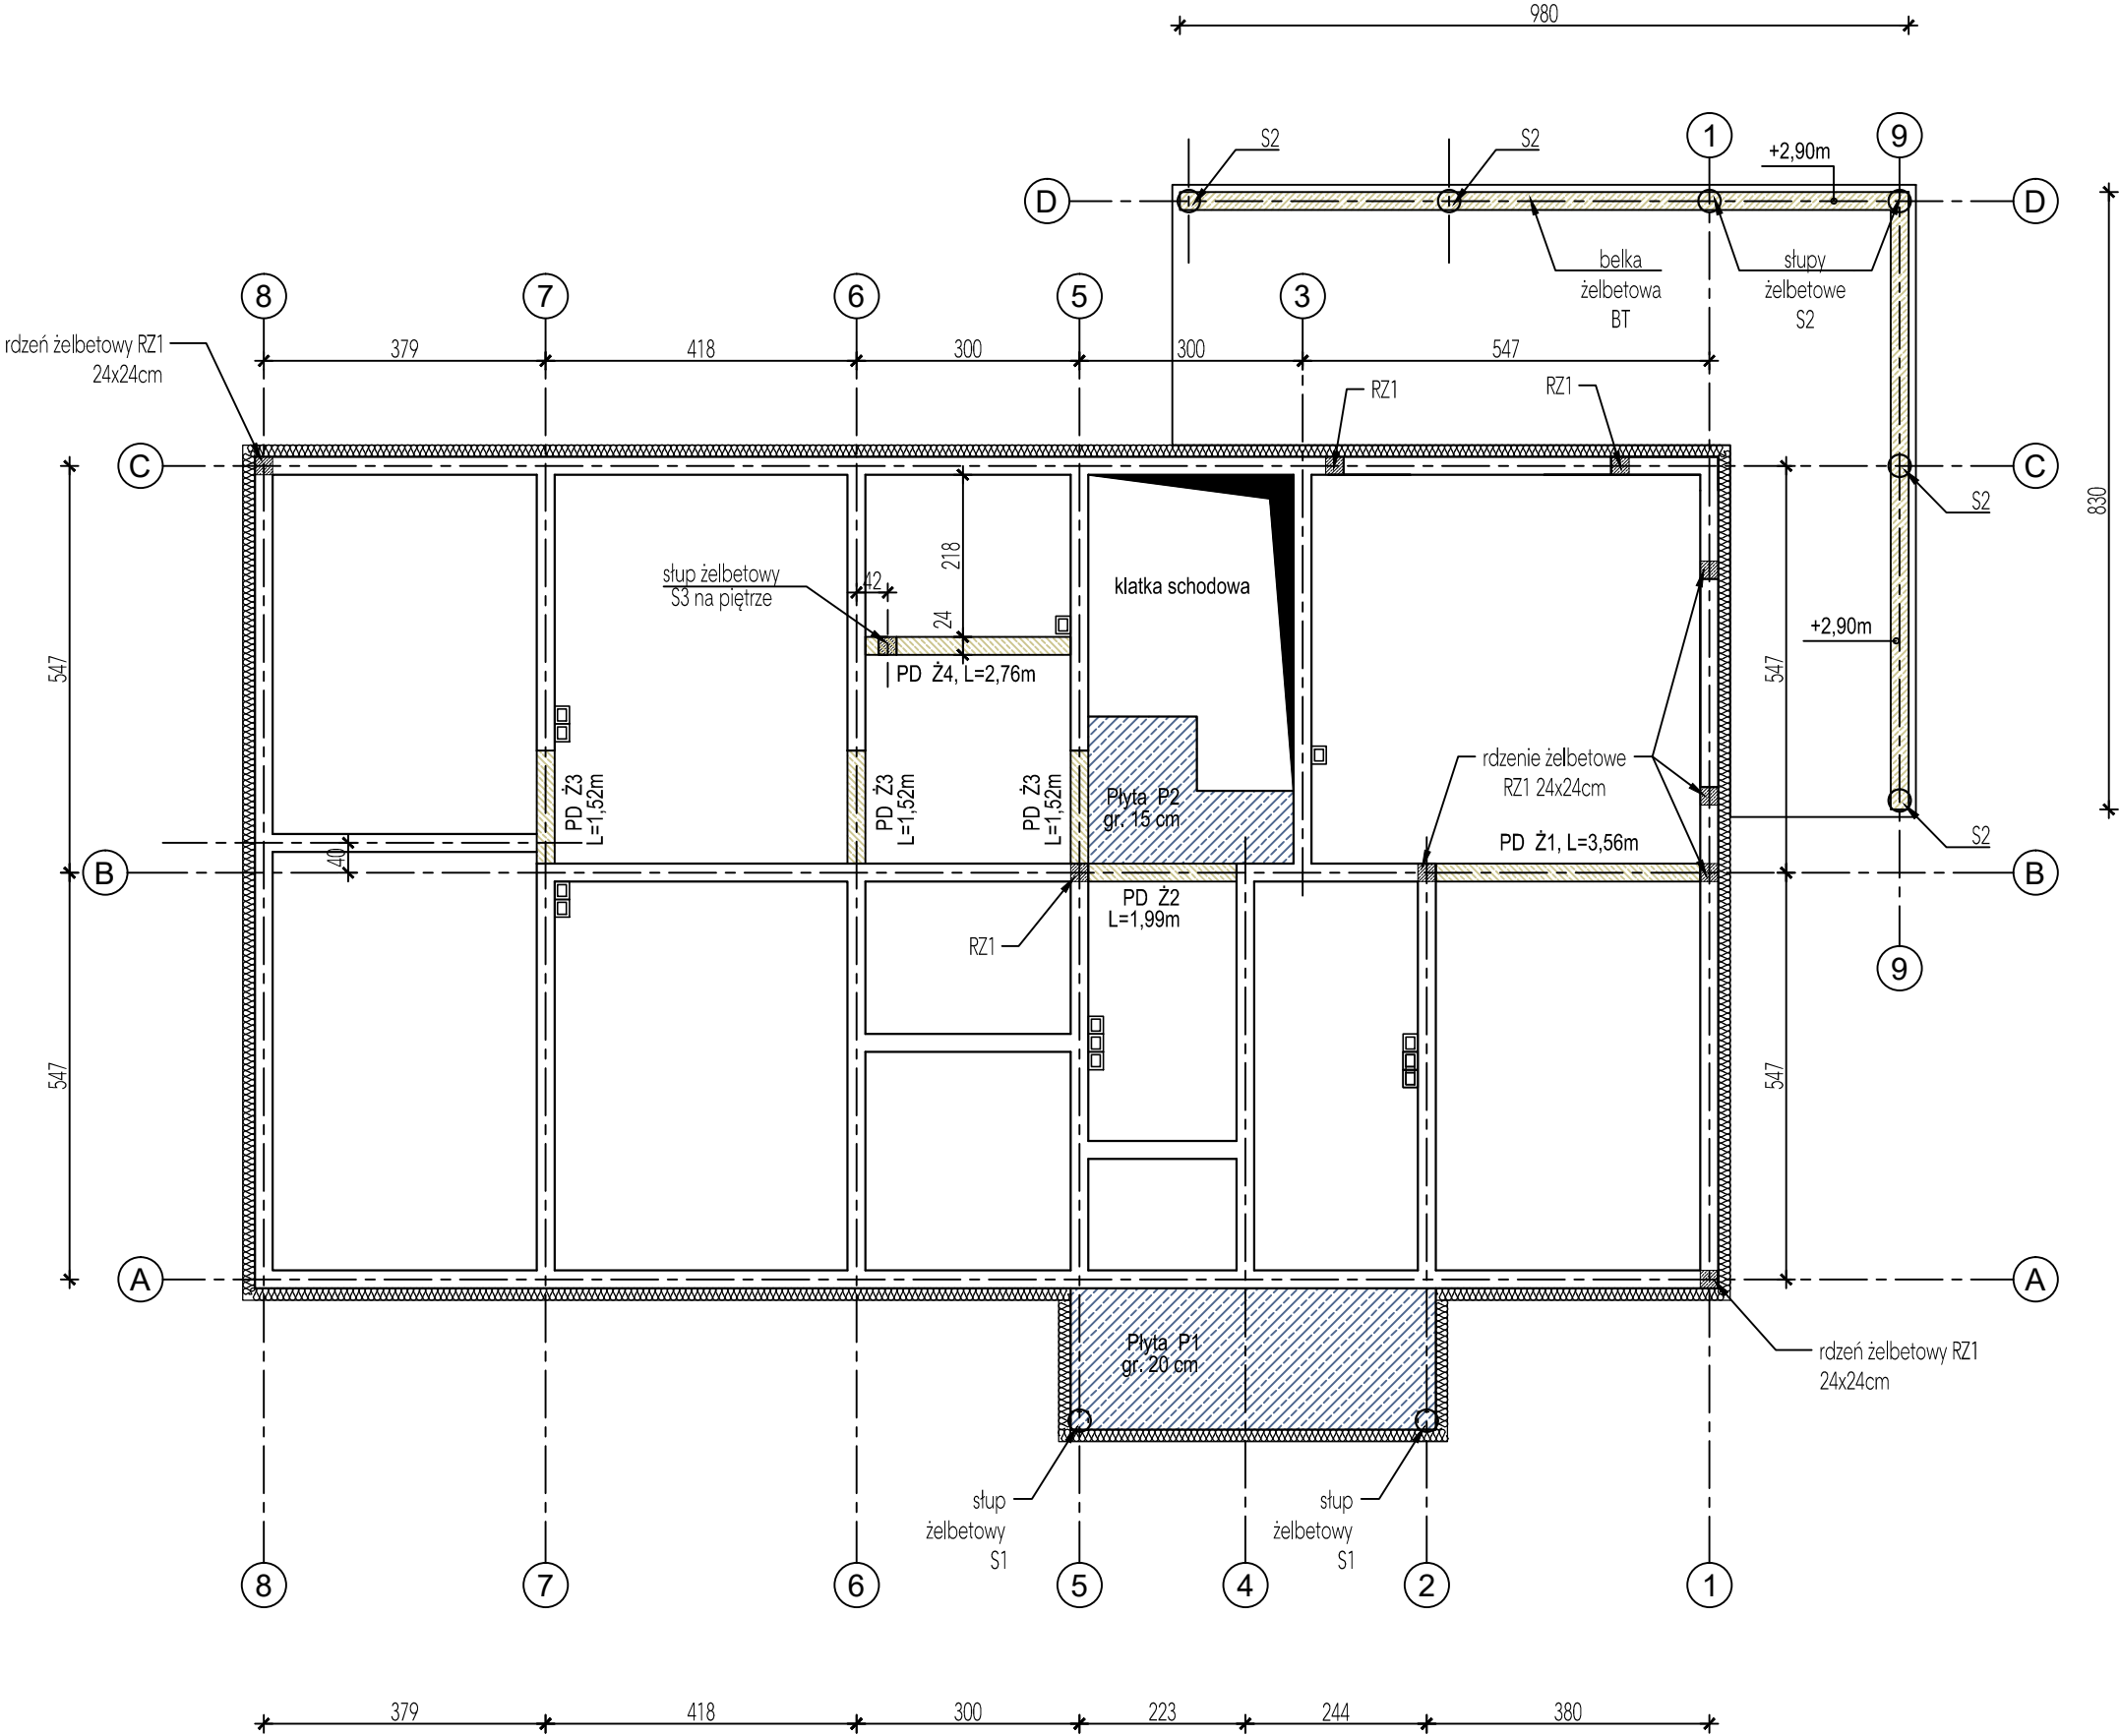 980
1
9
S2
S2
+2,90m
D
D
belka
żelbetowa
BT
słupy
żelbetowe
S2
8
7
6
5
3
rdzeń żelbetowy RZ1
24x24cm
379
418
300
300
547
RZ1
RZ1
C
C
S2
830
słup żelbetowy
S3 na piętrze
42
218
24
klatka schodowa
+2,90m
PD Ż4, L=2,76m
547
547
rdzenie żelbetowe
RZ1 24x24cm
PD Ż3
L=1,52m
PD Ż3
L=1,52m
PD Ż3
L=1,52m
Płyta P2
gr. 15 cm
PD Ż1, L=3,56m
S2
40
B
B
PD Ż2
L=1,99m
RZ1
9
547
547
A
A
Płyta P1
gr. 20 cm
rdzeń żelbetowy RZ1
24x24cm
słup
żelbetowy
S1
słup
żelbetowy
S1
8
7
6
5
4
2
1
379
418
300
223
244
380